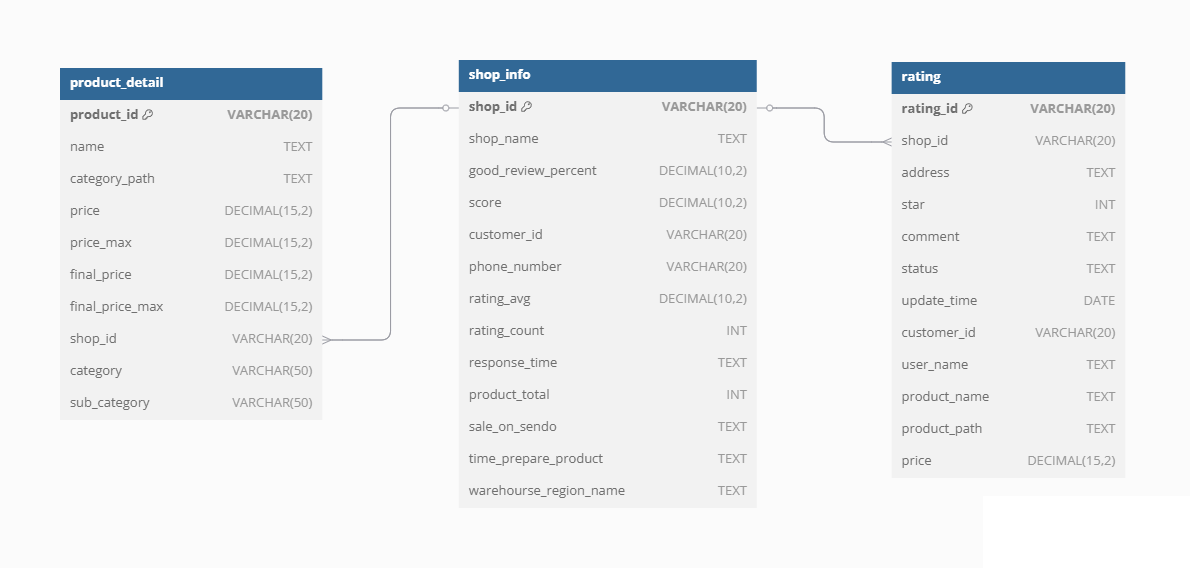 product_detail
product_id VARCHAR(20)
name TEXT
category_path TEXT
price DECIMAL(15,2)
price_max DECIMAL(15,2)
final_price DECIMAL(15,2)
final_price_max DECIMAL(15,2)
shop_id VARCHAR(20)
category VARCHAR(50)
sub_category VARCHAR(50)
shop_info
shop_id VARCHAR(20)
shop_name TEXT
good_review_percent DECIMAL(10,2)
score DECIMAL(10,2)
customer_id VARCHAR(20)
phone_number VARCHAR(20)
rating_avg DECIMAL(10,2)
rating_count INT
response_time TEXT
product_total INT
sale_on_sendo TEXT
time_prepare_product TEXT
warehourse_region_name TEXT
rating
rating_id VARCHAR(20)
shop_id VARCHAR(20)
address TEXT
star INT
comment TEXT
status TEXT
update_time DATE
customer_id VARCHAR(20)
user_name TEXT
product_name TEXT
product_path TEXT
price DECIMAL(15,2)